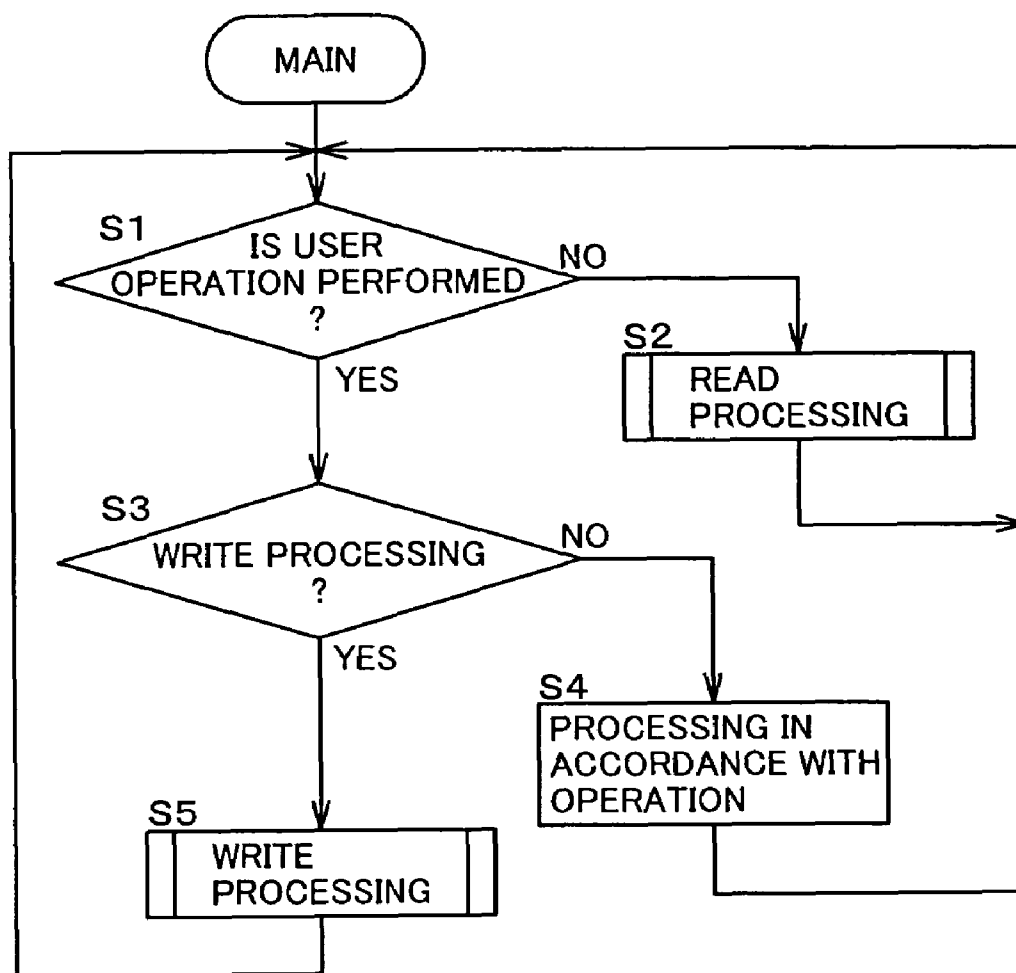 MAIN
S1
IS USER
OPERATION PERFORMED
?
NO
YES
S2
READ
PROCESSING
S3
WRITE PROCESSING
?
NO
YES
S4
PROCESSING IN
ACCORDANCE WITH
OPERATION
S5
WRITE
PROCESSING